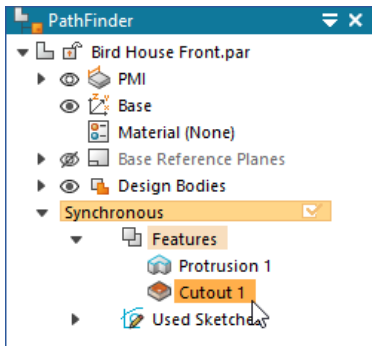 PathFinder
Bird House Front.par
PMI
Base
Material (None)
Base Reference Planes
Design Bodies
Synchronous
Features
Protrusion 1
Cutout 1
Used Sketches